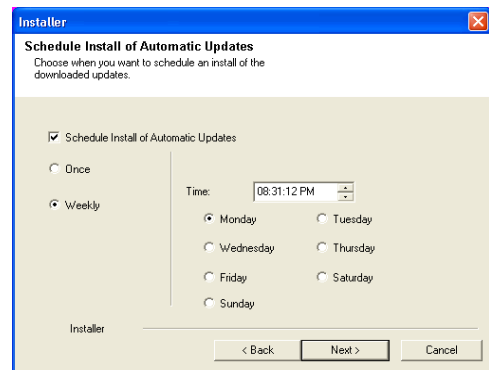 Installer
Schedule Install of Automatic Updates
Choose when you want to schedule an install of the
downloaded updates.
Schedule Install of Automatic Updates
Once
Weekly
Time: 08:31:12 PM
Monday Tuesday
Wednesday Thursday
Friday Saturday
Sunday
Installer
< Back Next > Cancel